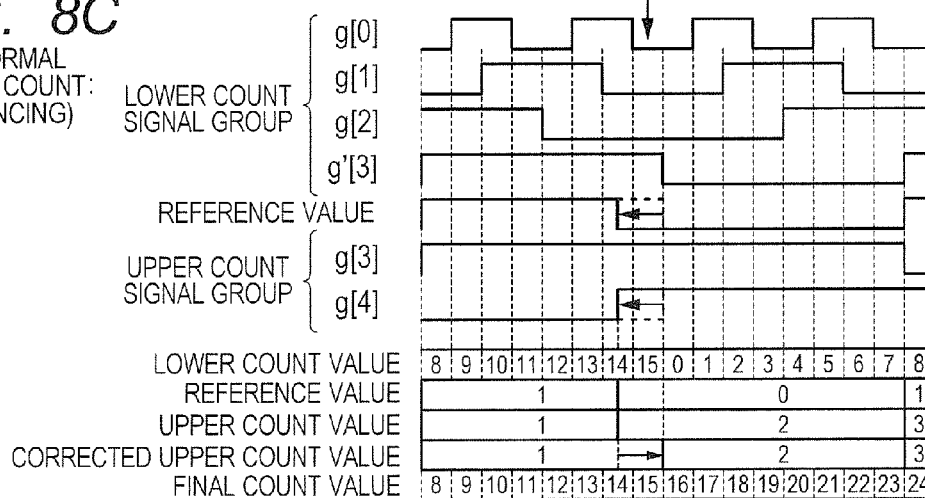 8C
COUNT:
g[0]
g[1]
LOWER COUNT
SIGNAL GROUP
g[2]
g'[3]
REFERENCE VALUE
UPPER COUNT
SIGNAL GROUP
g[3]
g[4]
LOWER COUNT VALUE 8 9 10 11 12 13 14 15 0 1 2 3 4 5 6 7 8
REFERENCE VALUE 1 0 1
UPPER COUNT VALUE 1 2 3
CORRECTED UPPER COUNT VALUE 1 2 3
FINAL COUNT VALUE 8 9 10 11 12 13 14 15 16 17 18 19 20 21 22 23 24